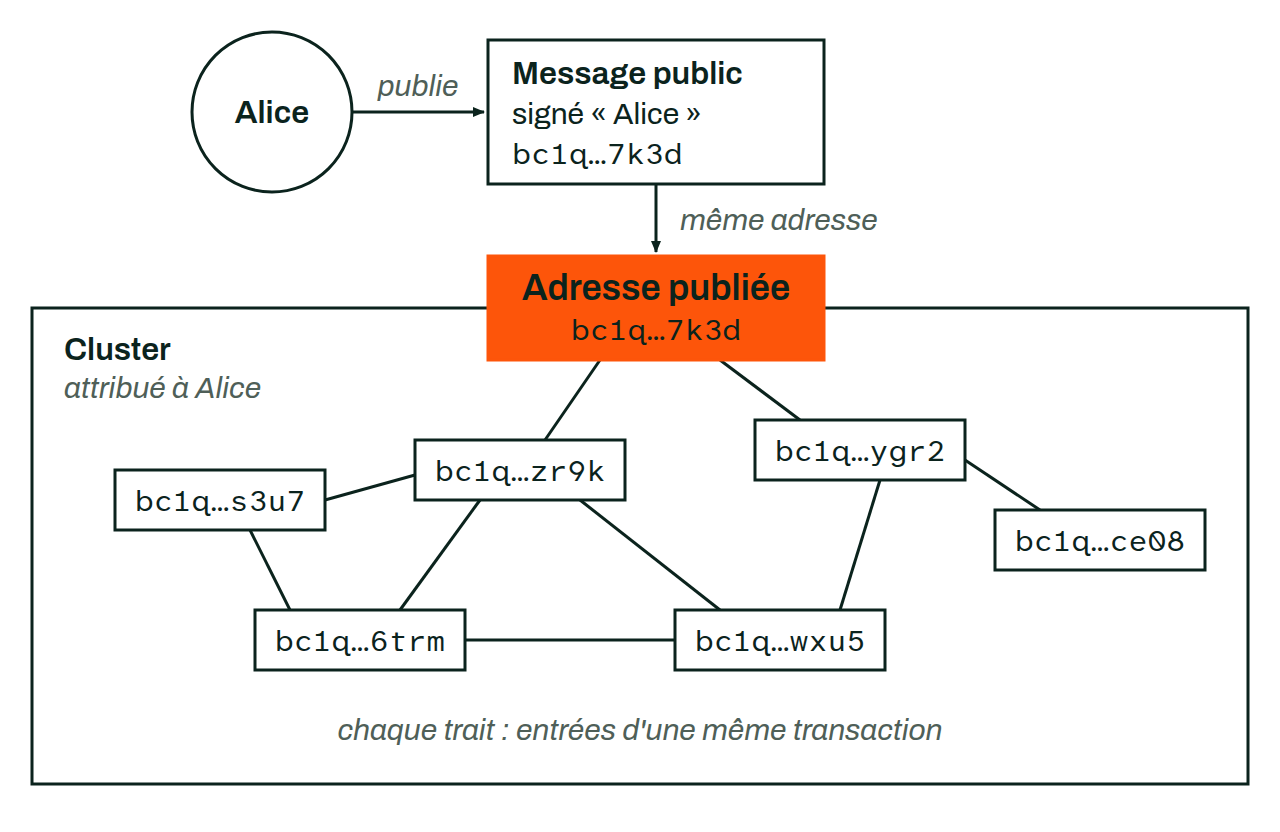 Alice
publie
Message public
signé « Alice »
bc1q…7k3d
même adresse
Adresse publiée
bc1q…7k3d
Cluster
attribué à Alice
bc1q…zr9k
bc1q…ygr2
bc1q…s3u7
bc1q…ce08
bc1q…6trm
bc1q…wxu5
chaque trait : entrées d'une même transaction